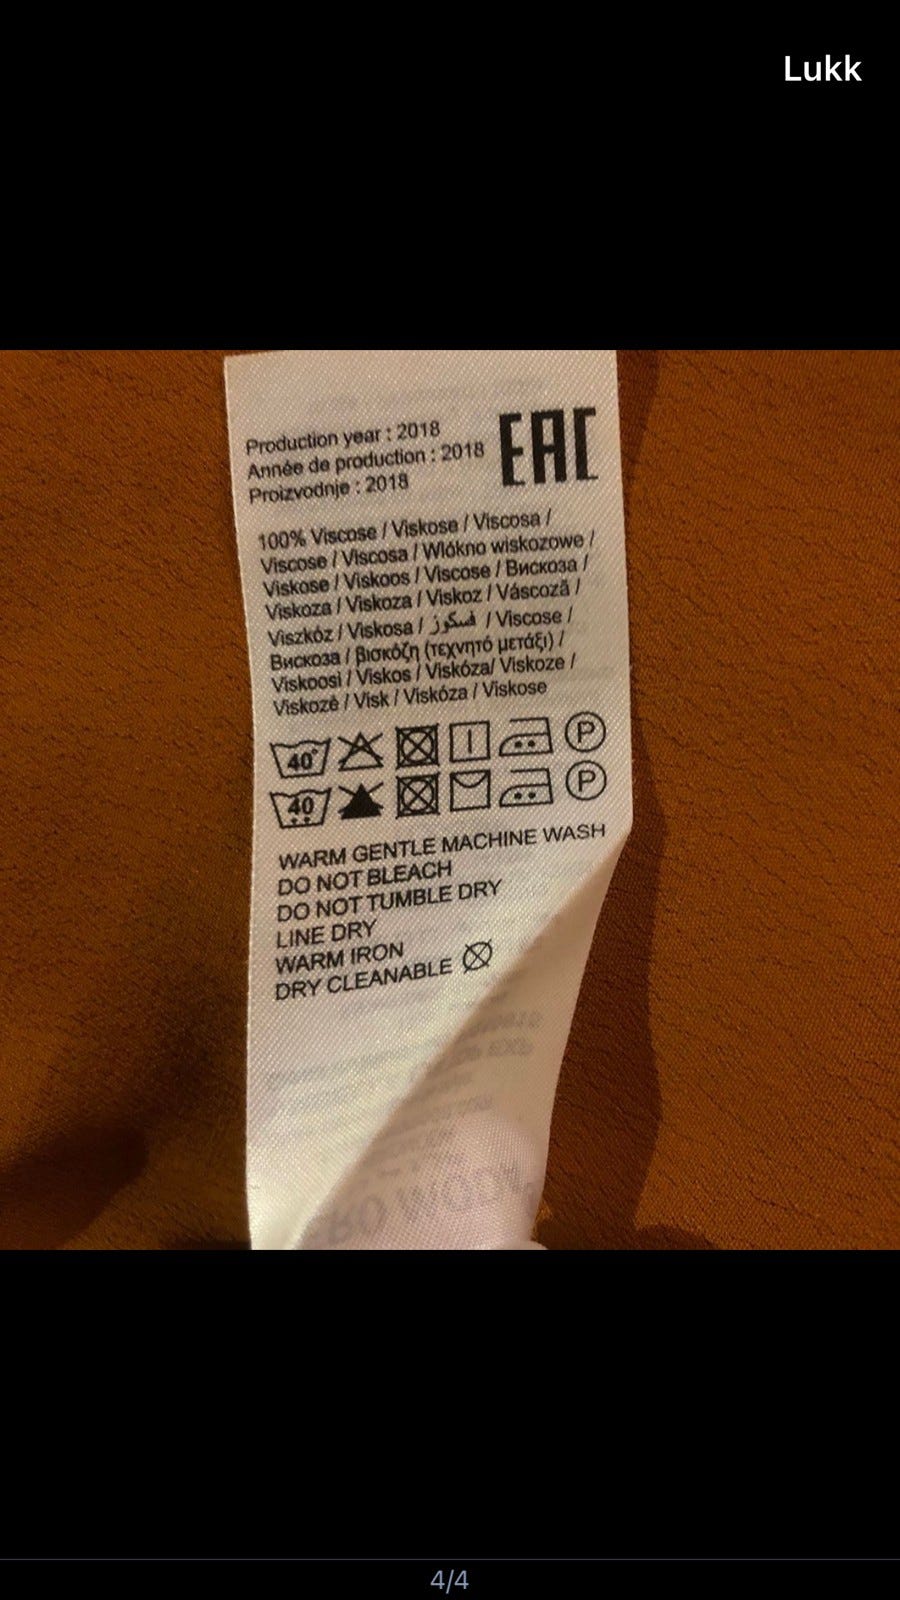 Lukk
Production year : 2018
Année de production : 2018
Proizvodnje : 2018
EAC
100% Viscose / Viskose / Viscosa /
Viscose / Viscosa / Wlókno wiskozowe /
Viskose / Viskoos / Viscose / Вискоза /
Viskoza / Viskoza / Viskoz / Váscoză /
Viszkóz / Viskosa / فسكوز / Viscose /
Вискоза / βισκόζη (τεχνητό μετάξι) /
Viskoosi / Viskos / Viskóza/ Viskoze /
Viskozė / Visk / Viskóza / Viskose
40° P
40 P
WARM GENTLE MACHINE WASH
DO NOT BLEACH
DO NOT TUMBLE DRY
LINE DRY
WARM IRON
DRY CLEANABLE
4/4